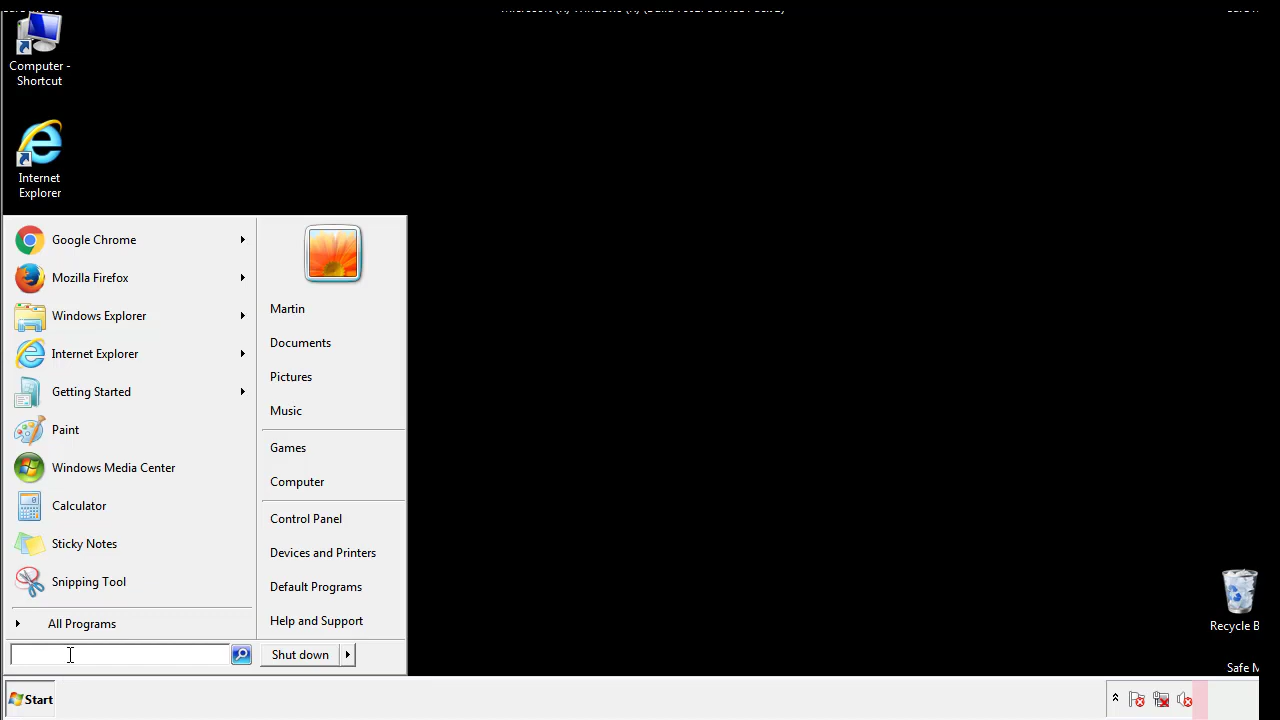 Computer -
Shortcut
Internet
Explorer
Google Chrome
Mozilla Firefox
Windows Explorer
Internet Explorer
Getting Started
Paint
Windows Media Center
Calculator
Sticky Notes
Snipping Tool
All Programs
Martin
Documents
Pictures
Music
Games
Computer
Control Panel
Devices and Printers
Default Programs
Help and Support
Shut down
Start
Recycle B
Safe M